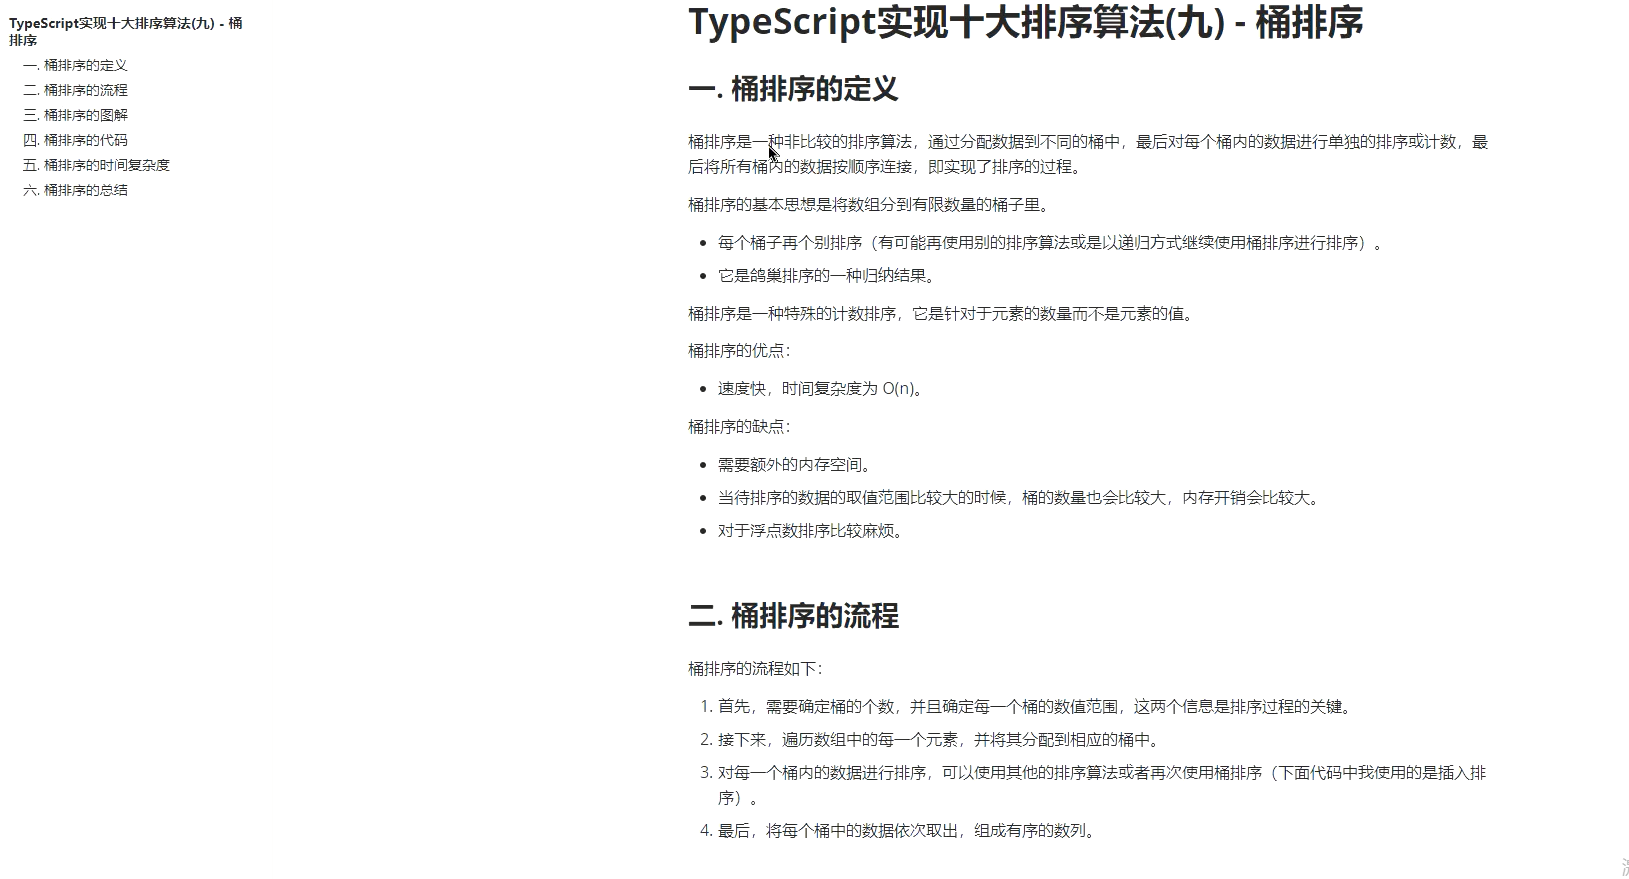 TypeScript实现十大排序算法(九) - 桶
排序
一. 桶排序的定义
二. 桶排序的流程
三. 桶排序的图解
四. 桶排序的代码
五. 桶排序的时间复杂度
六. 桶排序的总结
TypeScript实现十大排序算法(九) - 桶排序
一. 桶排序的定义
桶排序是一种非比较的排序算法，通过分配数据到不同的桶中，最后对每个桶内的数据进行单独的排序或计数，最
后将所有桶内的数据按顺序连接，即实现了排序的过程。
桶排序的基本思想是将数组分到有限数量的桶子里。
• 每个桶子再个别排序（有可能再使用别的排序算法或是以递归方式继续使用桶排序进行排序）。
• 它是鸽巢排序的一种归纳结果。
桶排序是一种特殊的计数排序，它是针对于元素的数量而不是元素的值。
桶排序的优点：
• 速度快，时间复杂度为 O(n)。
桶排序的缺点：
• 需要额外的内存空间。
• 当待排序的数据的取值范围比较大的时候，桶的数量也会比较大，内存开销会比较大。
• 对于浮点数排序比较麻烦。
二. 桶排序的流程
桶排序的流程如下：
1. 首先，需要确定桶的个数，并且确定每一个桶的数值范围，这两个信息是排序过程的关键。
2. 接下来，遍历数组中的每一个元素，并将其分配到相应的桶中。
3. 对每一个桶内的数据进行排序，可以使用其他的排序算法或者再次使用桶排序（下面代码中我使用的是插入排
序）。
4. 最后，将每个桶中的数据依次取出，组成有序的数列。